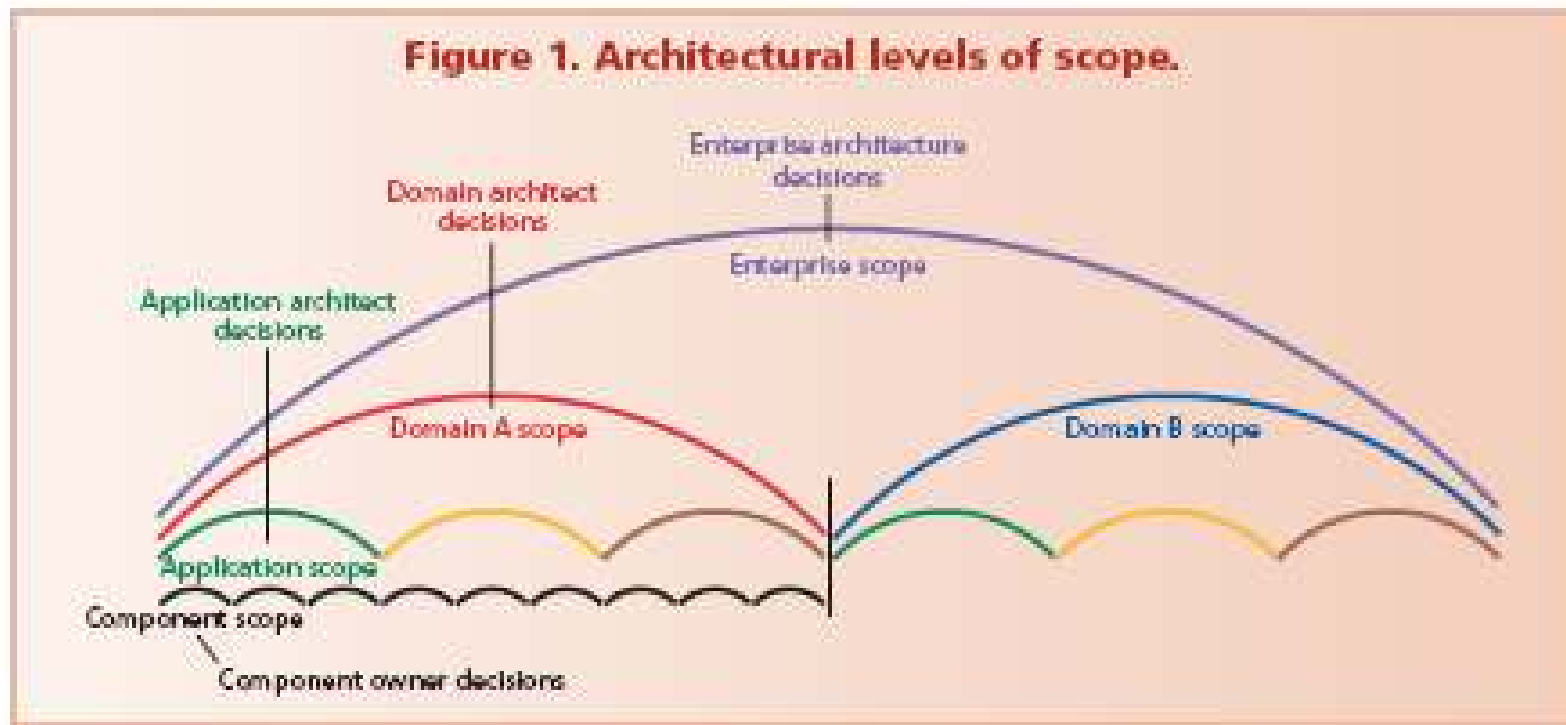 Figure 1. Architectural levels of scope.
Enterprise architecture
decisions
Domain architect
decisions
Enterprise scope
Application architect
decisions
Domain A scope
Domain B scope
Application scope
Component scope
Component owner decisions